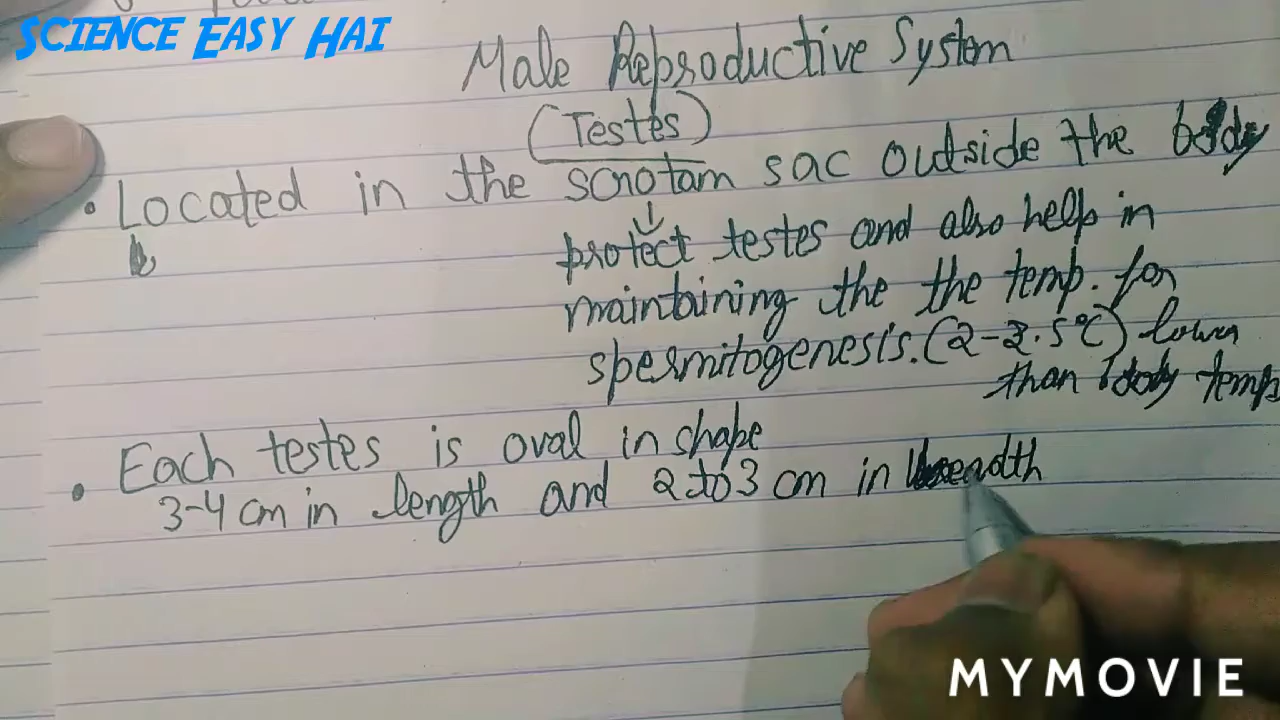 SCIENCE EASY HAI
Male Reproductive System
(Testes)
• Located in the scrotam sac outside the body
protect testes and also help in
maintaining the the temp. for
spermitogenesis. (2-2.5°C) lower
than body temp
• Each testes is oval in shape
3-4 cm in length and 2 to 3 cm in
MYMOVIE